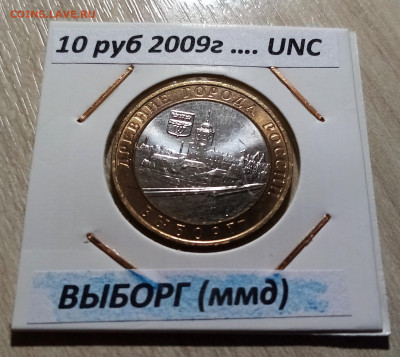 COINS.LAVE.RU
10 руб 2009г .... UNC
ДРЕВНИЕ ГОРОДА РОССИИ
ВЫБОРГ
ВЫБОРГ (ммд)